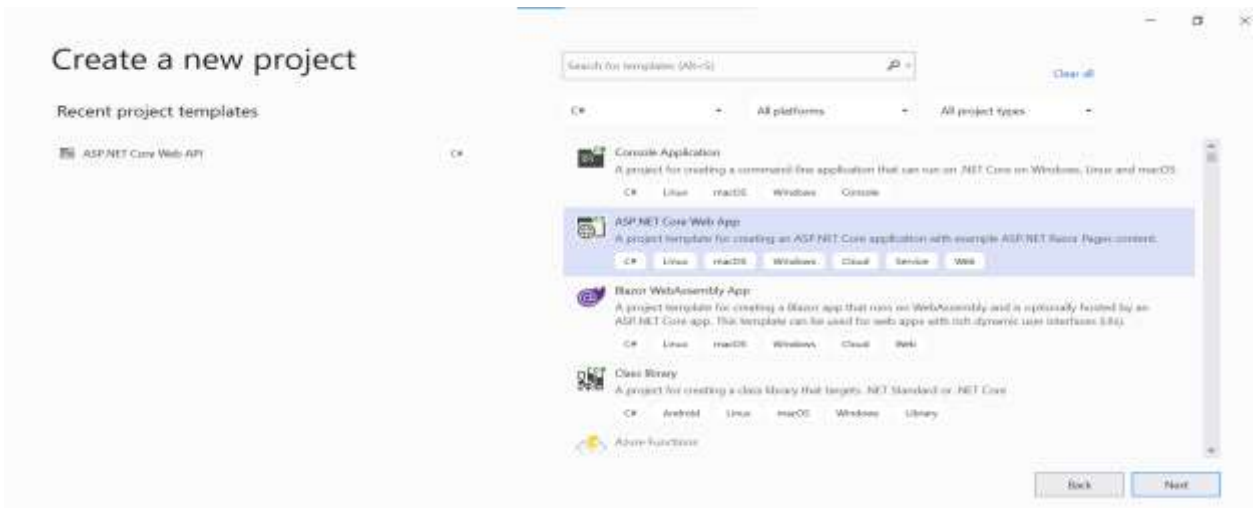 Create a new project
Recent project templates
ASP.NET Core Web API
C#
Search for templates (Alt+S)
Clear all
C#
All platforms
All project types
Console Application
A project for creating a command-line application that can run on .NET Core on Windows, Linux and macOS.
C# Linux macOS Windows Console
ASP.NET Core Web App
A project template for creating an ASP.NET Core application with example ASP.NET Razor Pages content.
C# Linux macOS Windows Cloud Service Web
Blazor WebAssembly App
A project template for creating a Blazor app that runs on WebAssembly and is optionally hosted by an
ASP.NET Core app. This template can be used for web apps with rich dynamic user interfaces (UIs).
C# Linux macOS Windows Cloud Web
Class library
A project for creating a class library that targets .NET Standard or .NET Core
C# Android Linux macOS Windows Library
Azure Functions
Back
Next